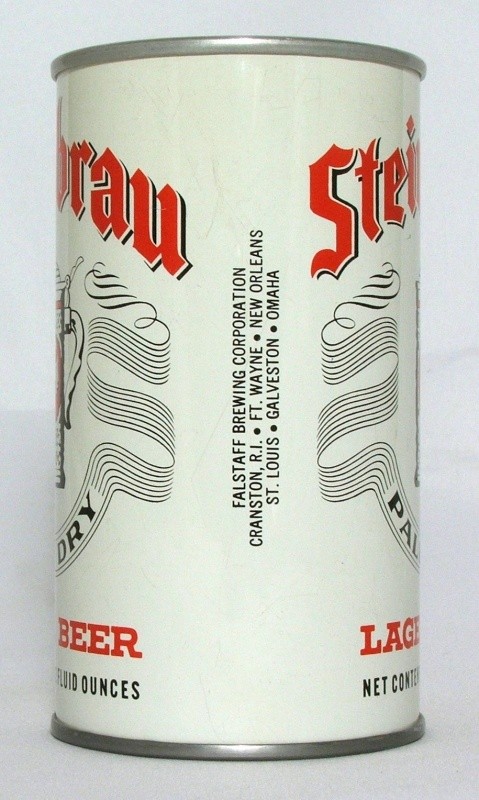 brau
Stei
FALSTAFF BREWING CORPORATION
CRANSTON, R.I. • FT. WAYNE • NEW ORLEANS
ST. LOUIS • GALVESTON • OMAHA
DRY
PAL
BEER
LAGE
FLUID OUNCES
NET CONTE